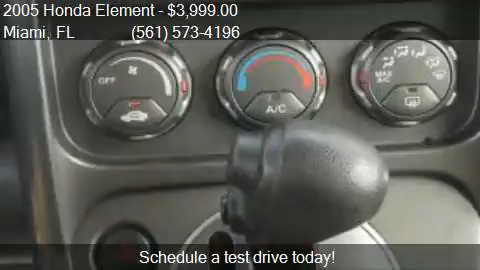 2005 Honda Element - $3,999.00
Miami, FL (561) 573-4196
OFF
A/C
MAX A/C
Schedule a test drive today!